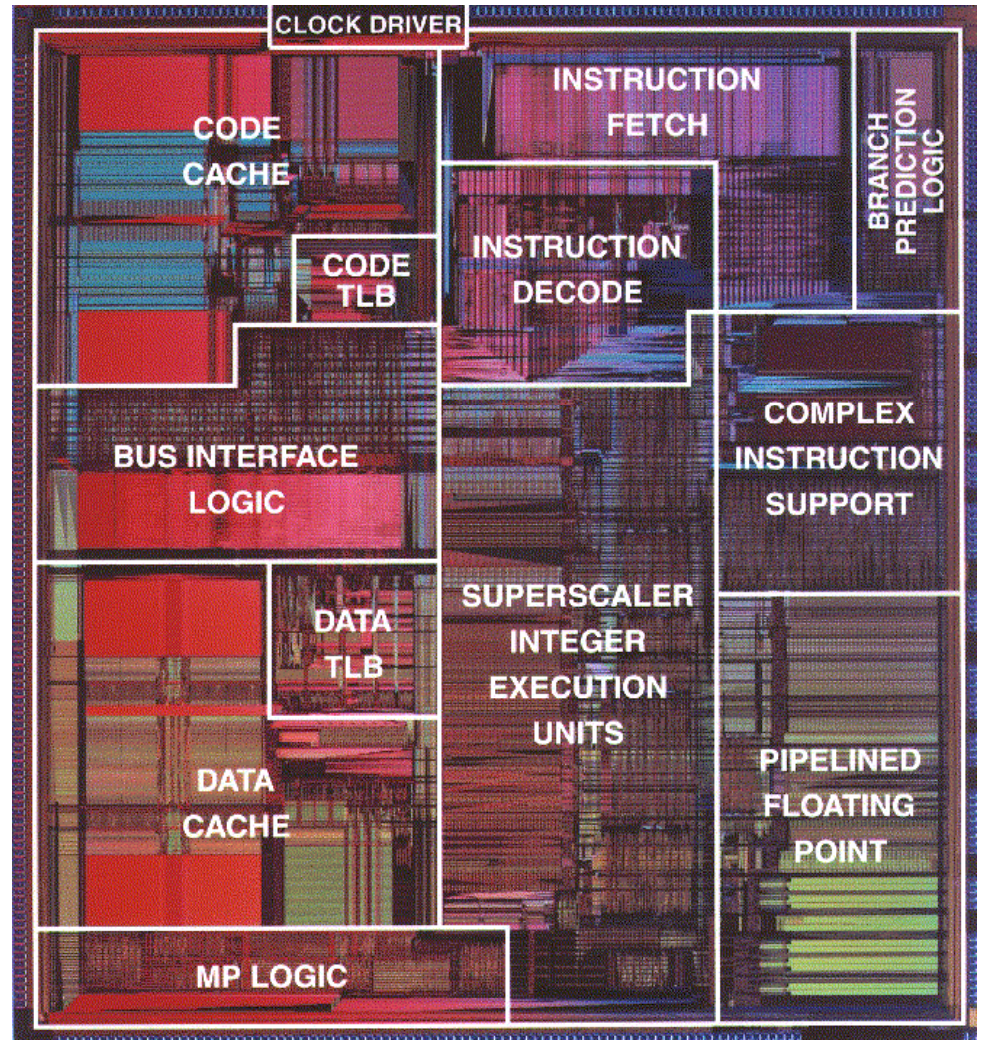 CLOCK DRIVER
CODE
CACHE
INSTRUCTION
FETCH
BRANCH
PREDICTION
LOGIC
CODE
TLB
INSTRUCTION
DECODE
BUS INTERFACE
LOGIC
COMPLEX
INSTRUCTION
SUPPORT
DATA
TLB
SUPERSCALER
INTEGER
EXECUTION
UNITS
DATA
CACHE
PIPELINED
FLOATING
POINT
MP LOGIC